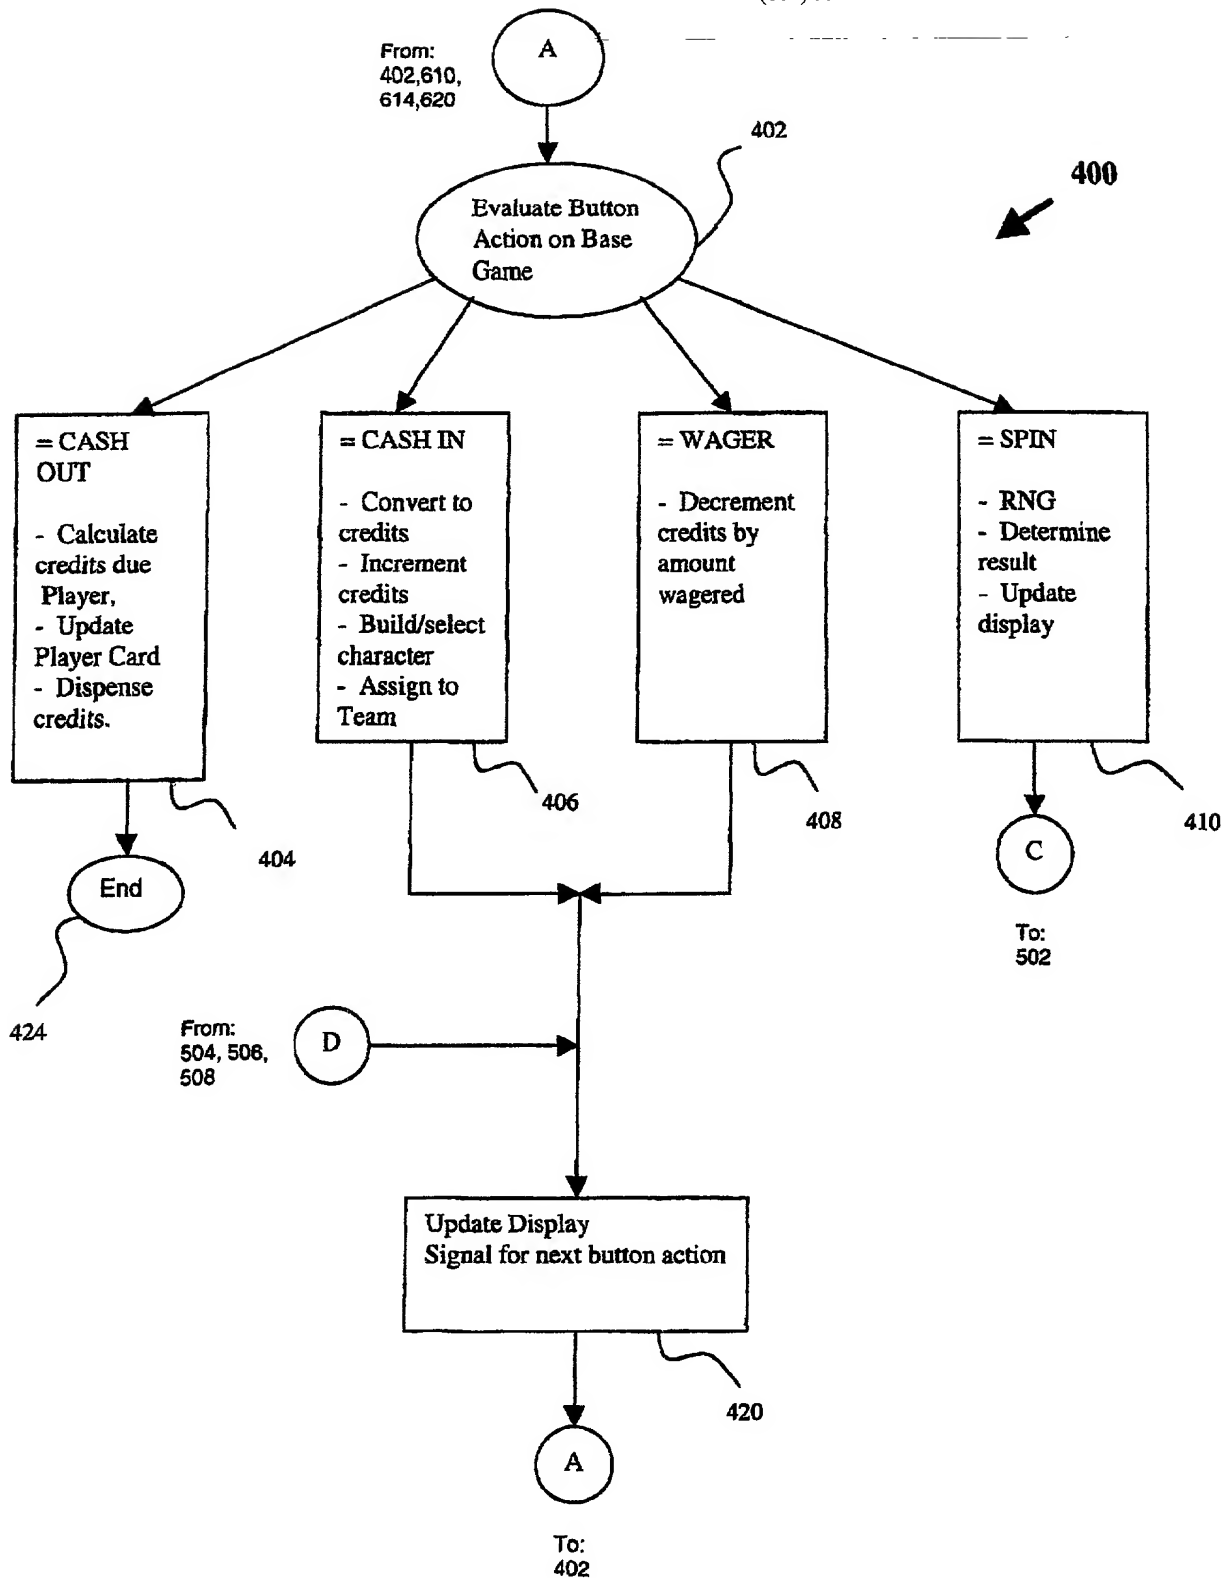 From:
402,610,
614,620
A
402
400
Evaluate Button
Action on Base
Game
= CASH
OUT
- Calculate
credits due
Player,
- Update
Player Card
- Dispense
credits.
= CASH IN
- Convert to
credits
- Increment
credits
- Build/select
character
- Assign to
Team
= WAGER
- Decrement
credits by
amount
wagered
= SPIN
- RNG
- Determine
result
- Update
display
404
406
408
410
End
424
C
To:
502
From:
504, 506,
508
D
Update Display
Signal for next button action
420
A
To:
402